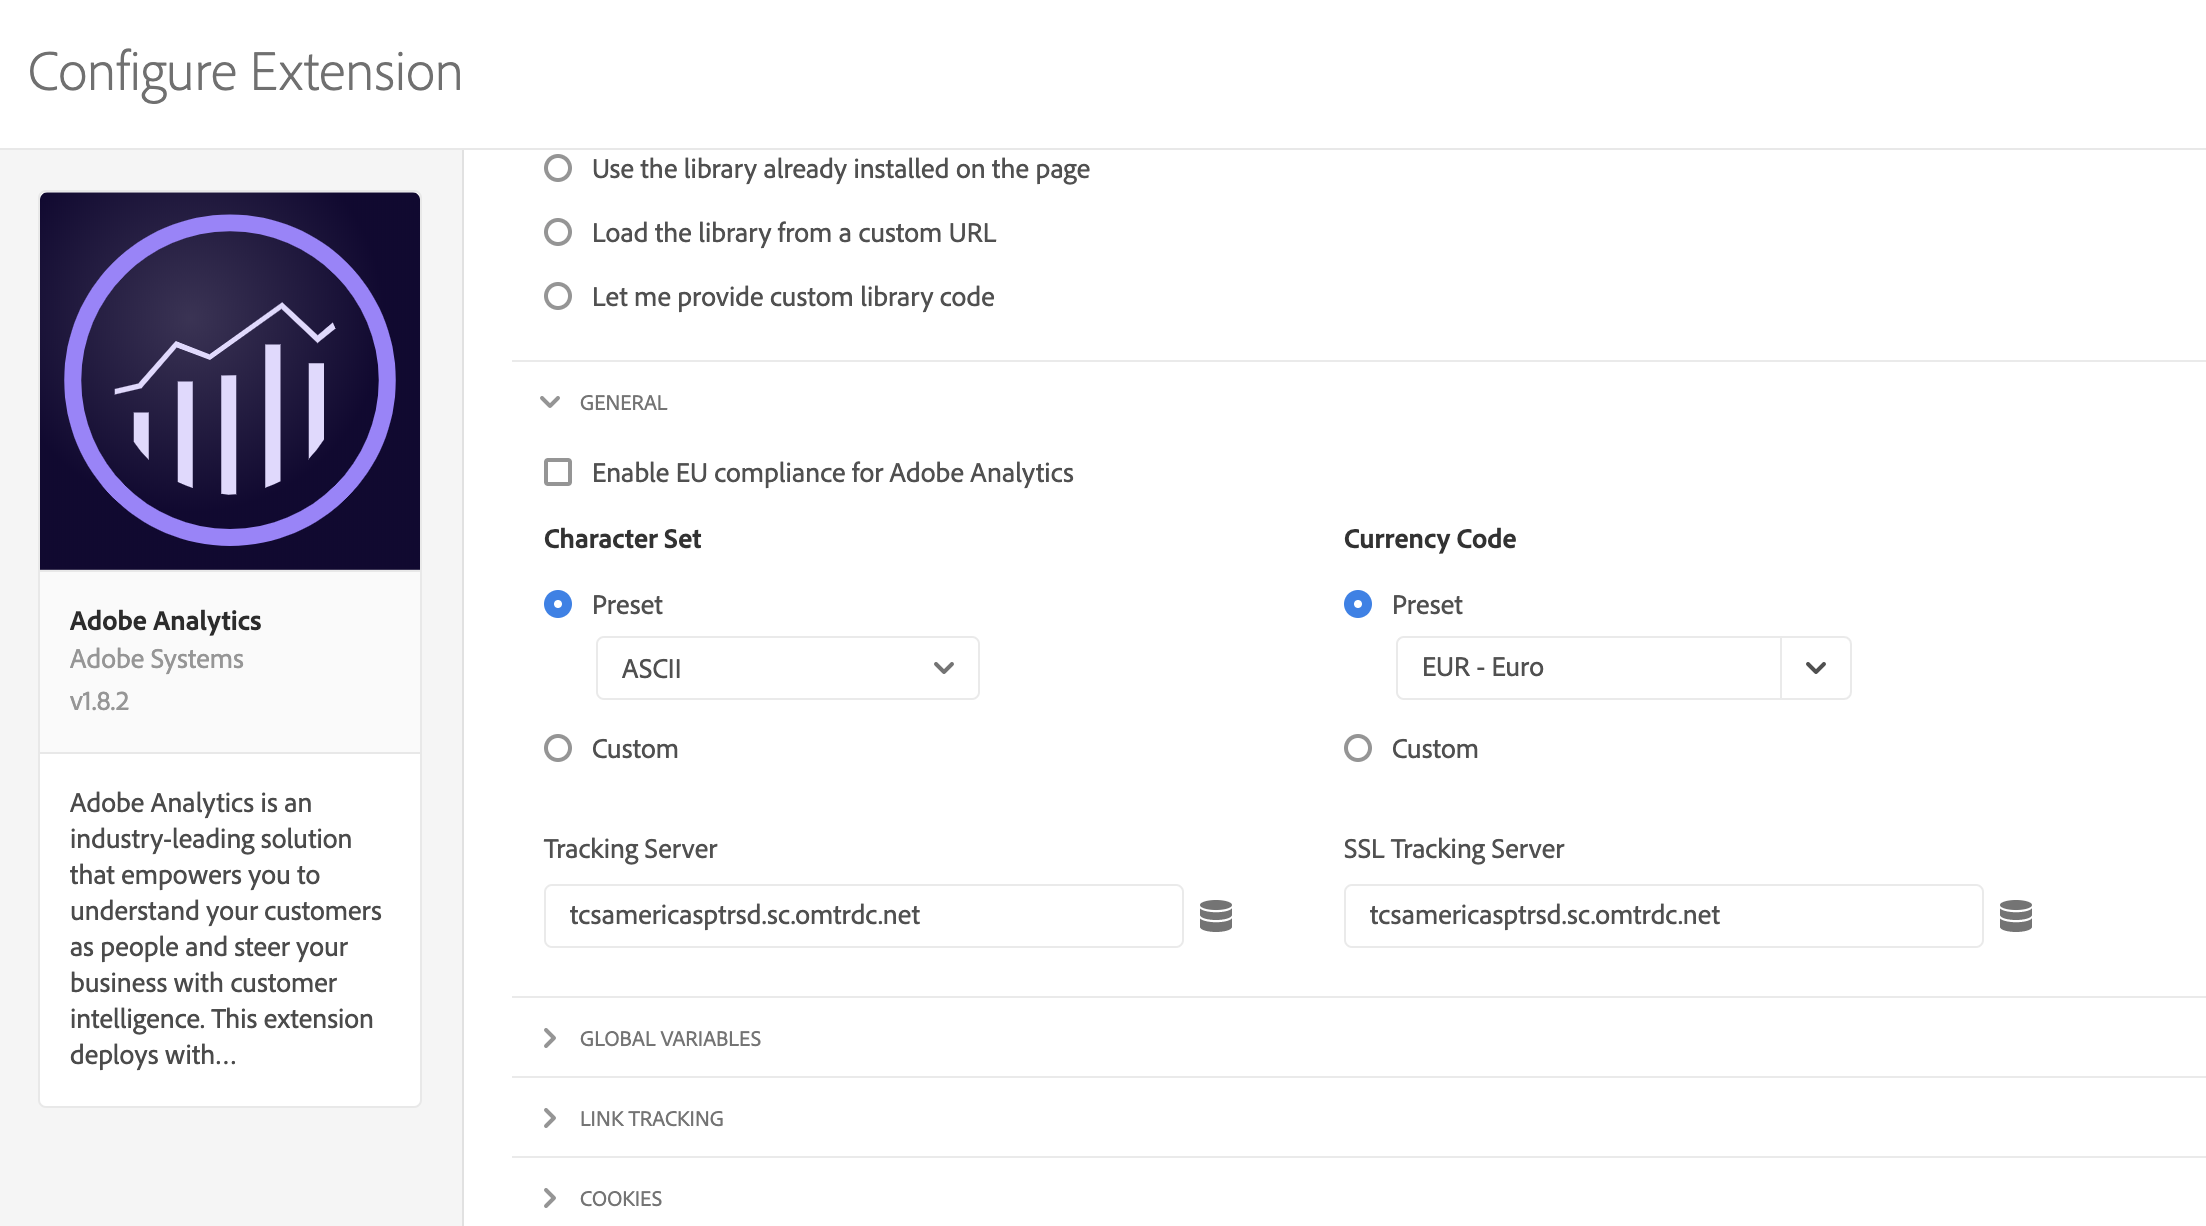 Configure Extension
Use the library already installed on the page
Load the library from a custom URL
Let me provide custom library code
GENERAL
Enable EU compliance for Adobe Analytics
Character Set
Preset
ASCII
Custom
Currency Code
Preset
EUR - Euro
Custom
Tracking Server
tcsamericasptrsd.sc.omtrdc.net
SSL Tracking Server
tcsamericasptrsd.sc.omtrdc.net
GLOBAL VARIABLES
LINK TRACKING
COOKIES
Adobe Analytics
Adobe Systems
v1.8.2
Adobe Analytics is an
industry-leading solution
that empowers you to
understand your customers
as people and steer your
business with customer
intelligence. This extension
deploys with...